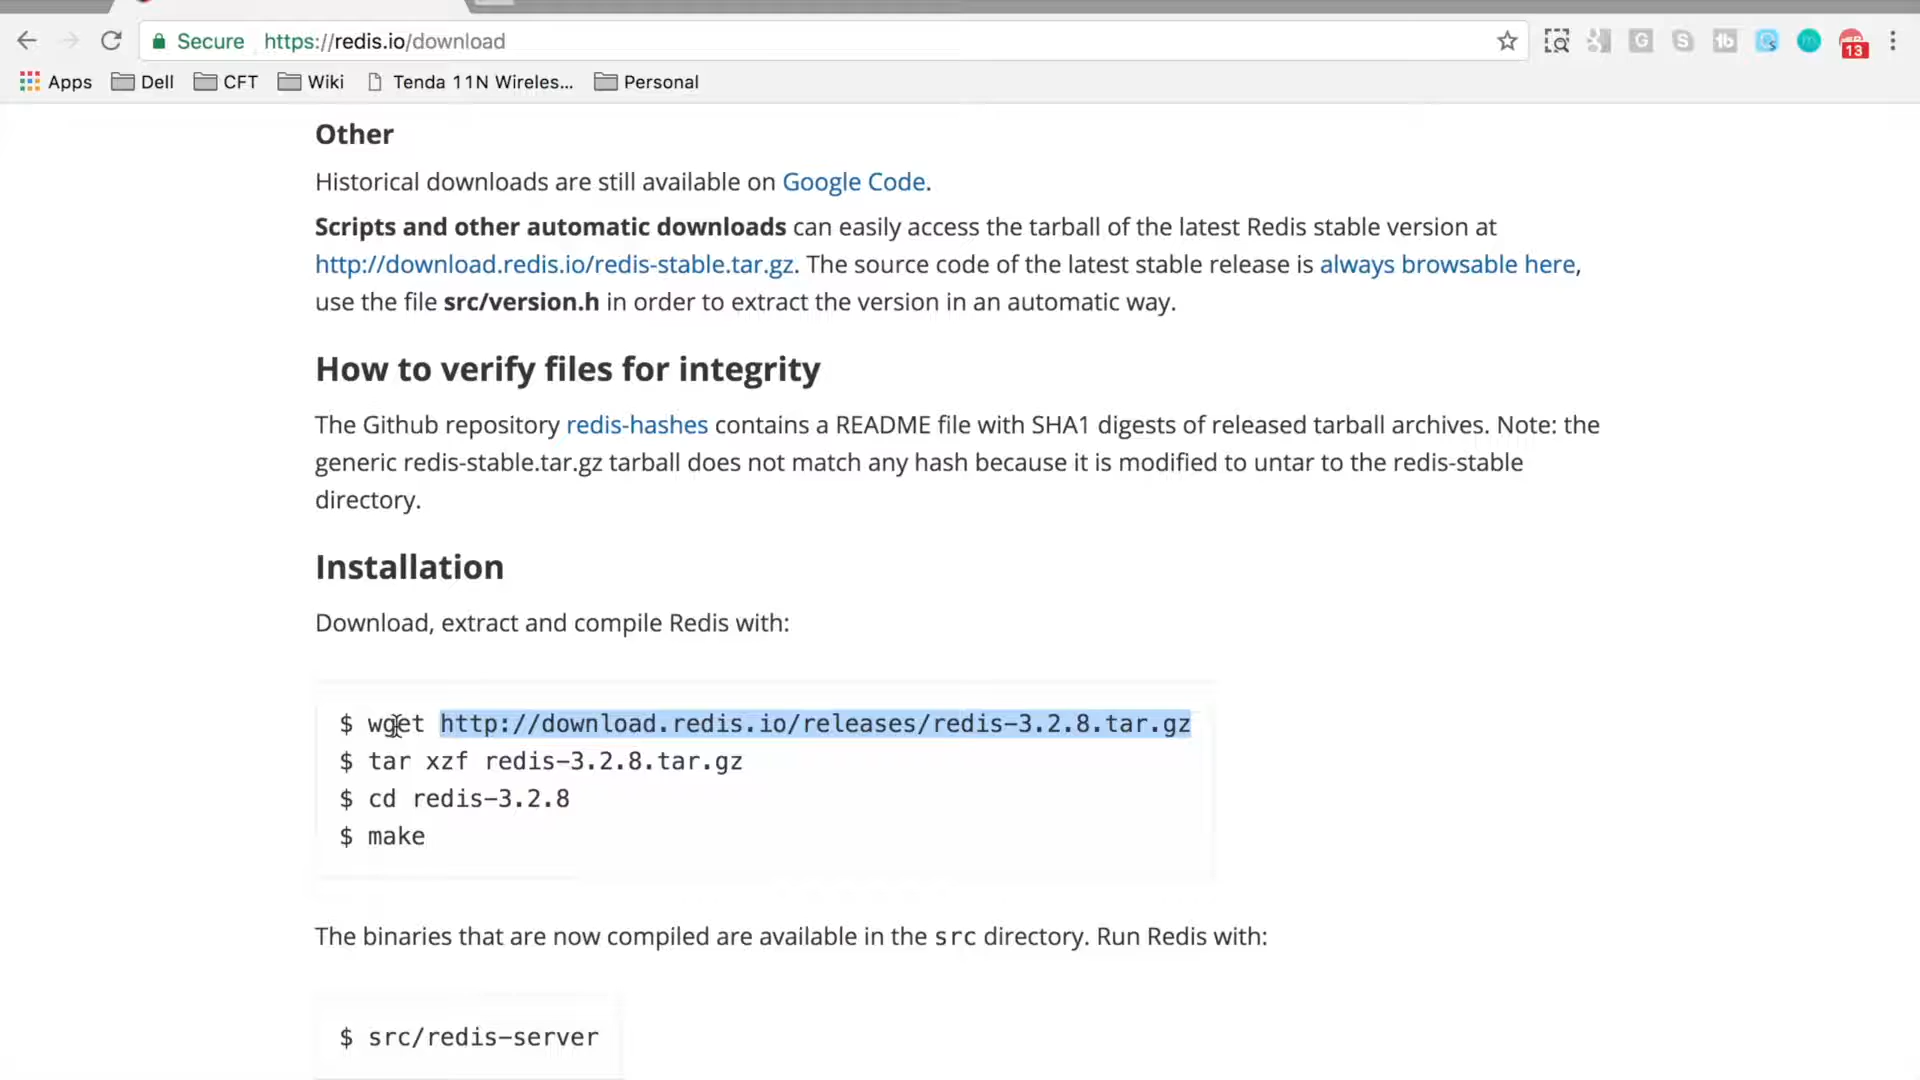 Secure https://redis.io/download
13
Apps Dell CFT Wiki Tenda 11N Wireles... Personal
Other
Historical downloads are still available on Google Code.
Scripts and other automatic downloads can easily access the tarball of the latest Redis stable version at
http://download.redis.io/redis-stable.tar.gz. The source code of the latest stable release is always browsable here,
use the file src/version.h in order to extract the version in an automatic way.
How to verify files for integrity
The Github repository redis-hashes contains a README file with SHA1 digests of released tarball archives. Note: the
generic redis-stable.tar.gz tarball does not match any hash because it is modified to untar to the redis-stable
directory.
Installation
Download, extract and compile Redis with:
$ wget http://download.redis.io/releases/redis-3.2.8.tar.gz
$ tar xzf redis-3.2.8.tar.gz
$ cd redis-3.2.8
$ make
The binaries that are now compiled are available in the src directory. Run Redis with:
$ src/redis-server